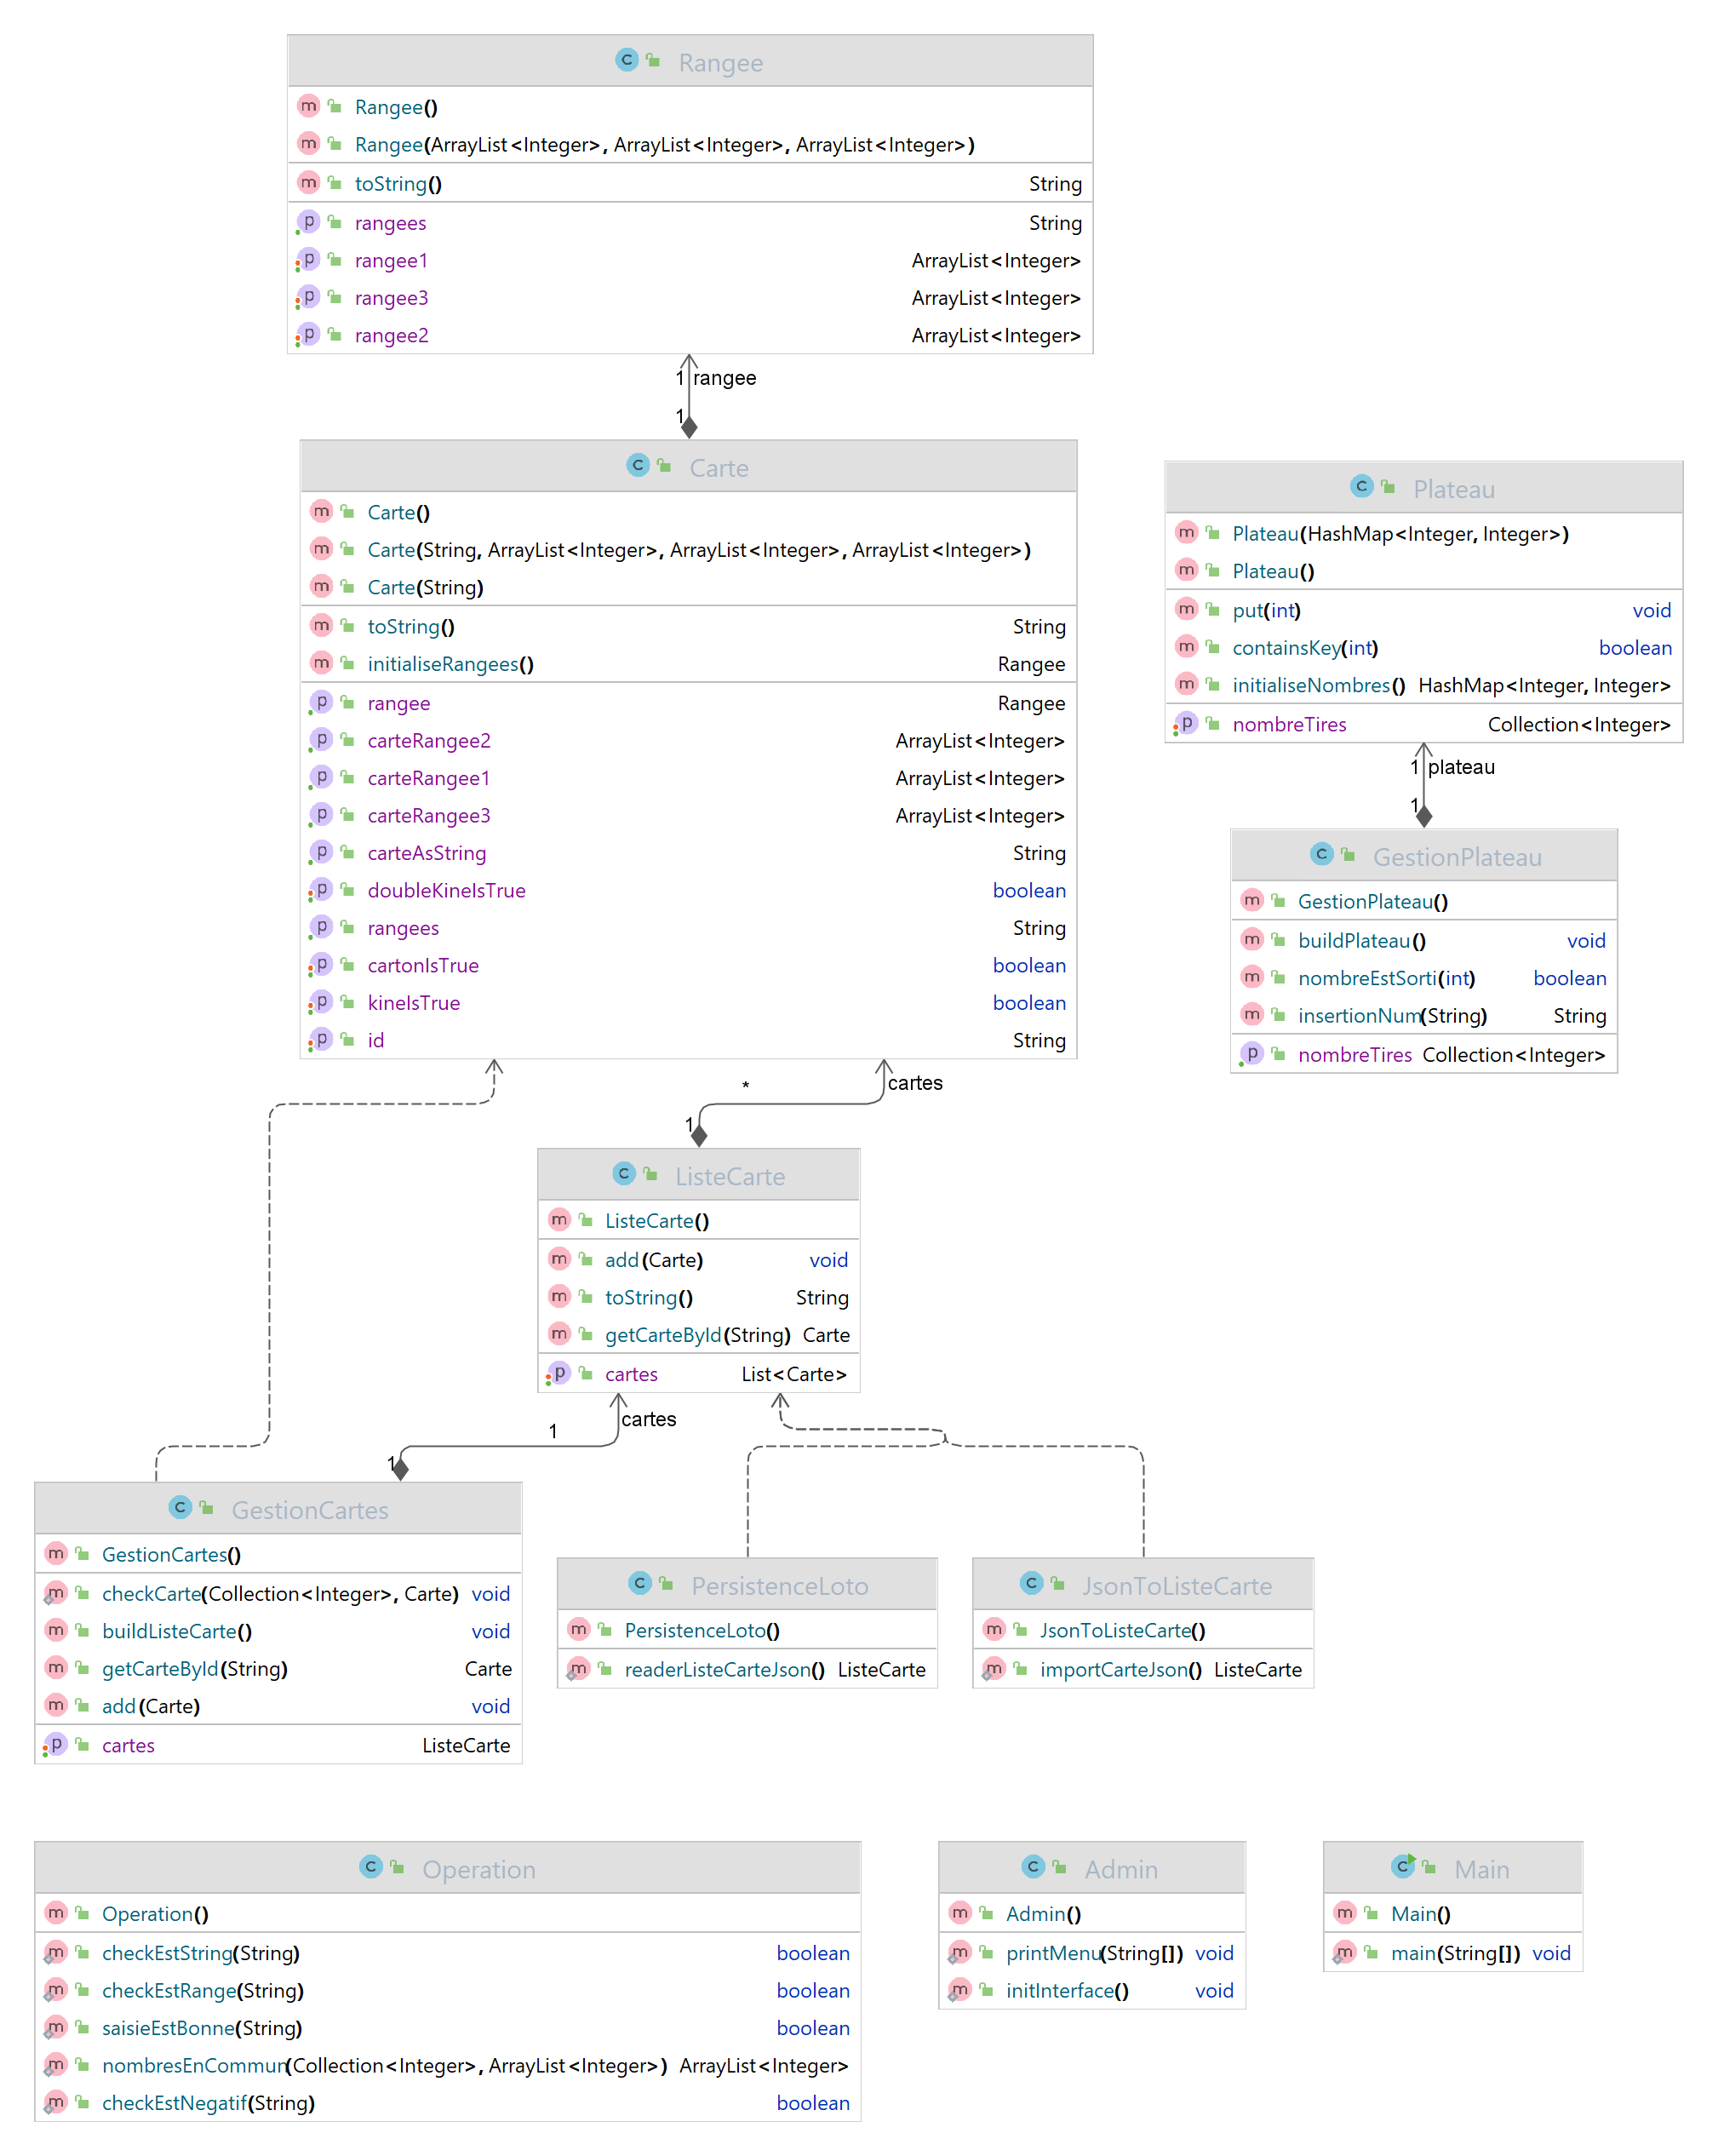 Rangee
Rangee()
Rangee(ArrayList<Integer>, ArrayList<Integer>, ArrayList<Integer>)
toString() String
rangees String
rangee1 ArrayList<Integer>
rangee3 ArrayList<Integer>
rangee2 ArrayList<Integer>
1 rangee
1
Carte
Carte()
Carte(String, ArrayList<Integer>, ArrayList<Integer>, ArrayList<Integer>)
Carte(String)
toString() String
initialiseRangees() Rangee
rangee Rangee
carteRangee2 ArrayList<Integer>
carteRangee1 ArrayList<Integer>
carteRangee3 ArrayList<Integer>
carteAsString String
doubleKineIsTrue boolean
rangees String
cartonIsTrue boolean
kineIsTrue boolean
id String
Plateau
Plateau(HashMap<Integer, Integer>)
Plateau()
put(int) void
containsKey(int) boolean
initialiseNombres() HashMap<Integer, Integer>
nombreTires Collection<Integer>
1 plateau
1
GestionPlateau
GestionPlateau()
buildPlateau() void
nombreEstSorti(int) boolean
insertionNum(String) String
nombreTires Collection<Integer>
* cartes
1
ListeCarte
ListeCarte()
add(Carte) void
toString() String
getCarteById(String) Carte
cartes List<Carte>
1 cartes
1
GestionCartes
GestionCartes()
checkCarte(Collection<Integer>, Carte) void
buildListeCarte() void
getCarteById(String) Carte
add(Carte) void
cartes ListeCarte
PersistenceLoto
PersistenceLoto()
readerListeCarteJson() ListeCarte
JsonToListeCarte
JsonToListeCarte()
importCarteJson() ListeCarte
Operation
Operation()
checkEstString(String) boolean
checkEstRange(String) boolean
saisieEstBonne(String) boolean
nombresEnCommun(Collection<Integer>, ArrayList<Integer>) ArrayList<Integer>
checkEstNegatif(String) boolean
Admin
Admin()
printMenu(String[]) void
initInterface() void
Main
Main()
main(String[]) void